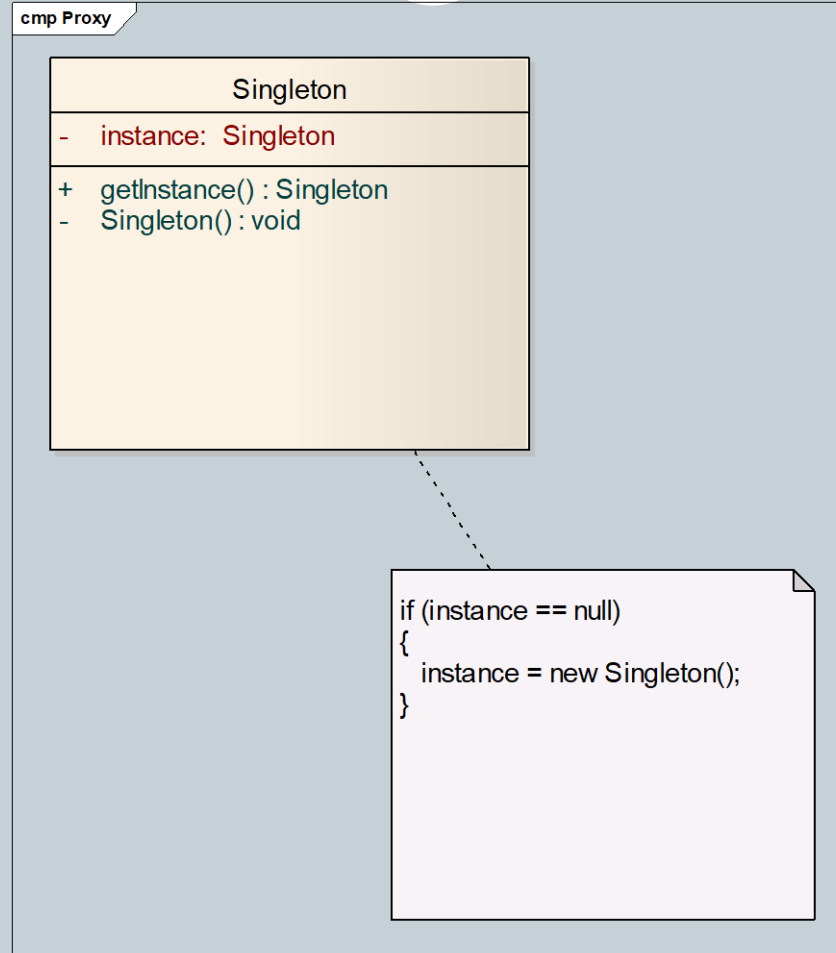 cmp Proxy
Singleton
- instance: Singleton
+ getInstance() : Singleton
- Singleton() : void
if (instance == null)
{
instance = new Singleton();
}